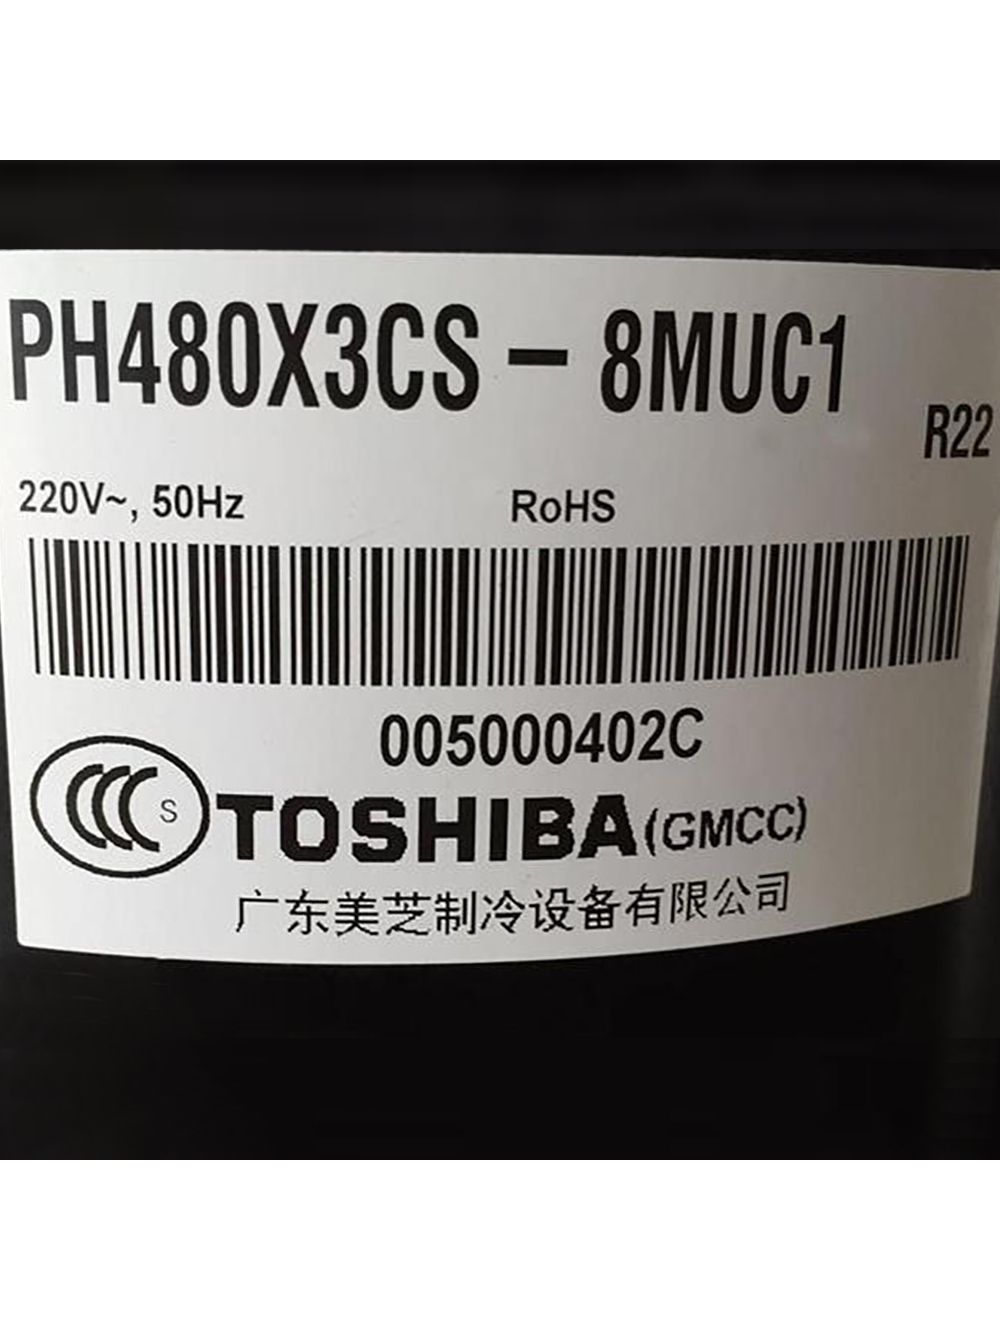 PH480X3CS-8MUC1
R22
220V~, 50Hz RoHS
005000402C
CCC S TOSHIBA (GMCC)
广东美芝制冷设备有限公司